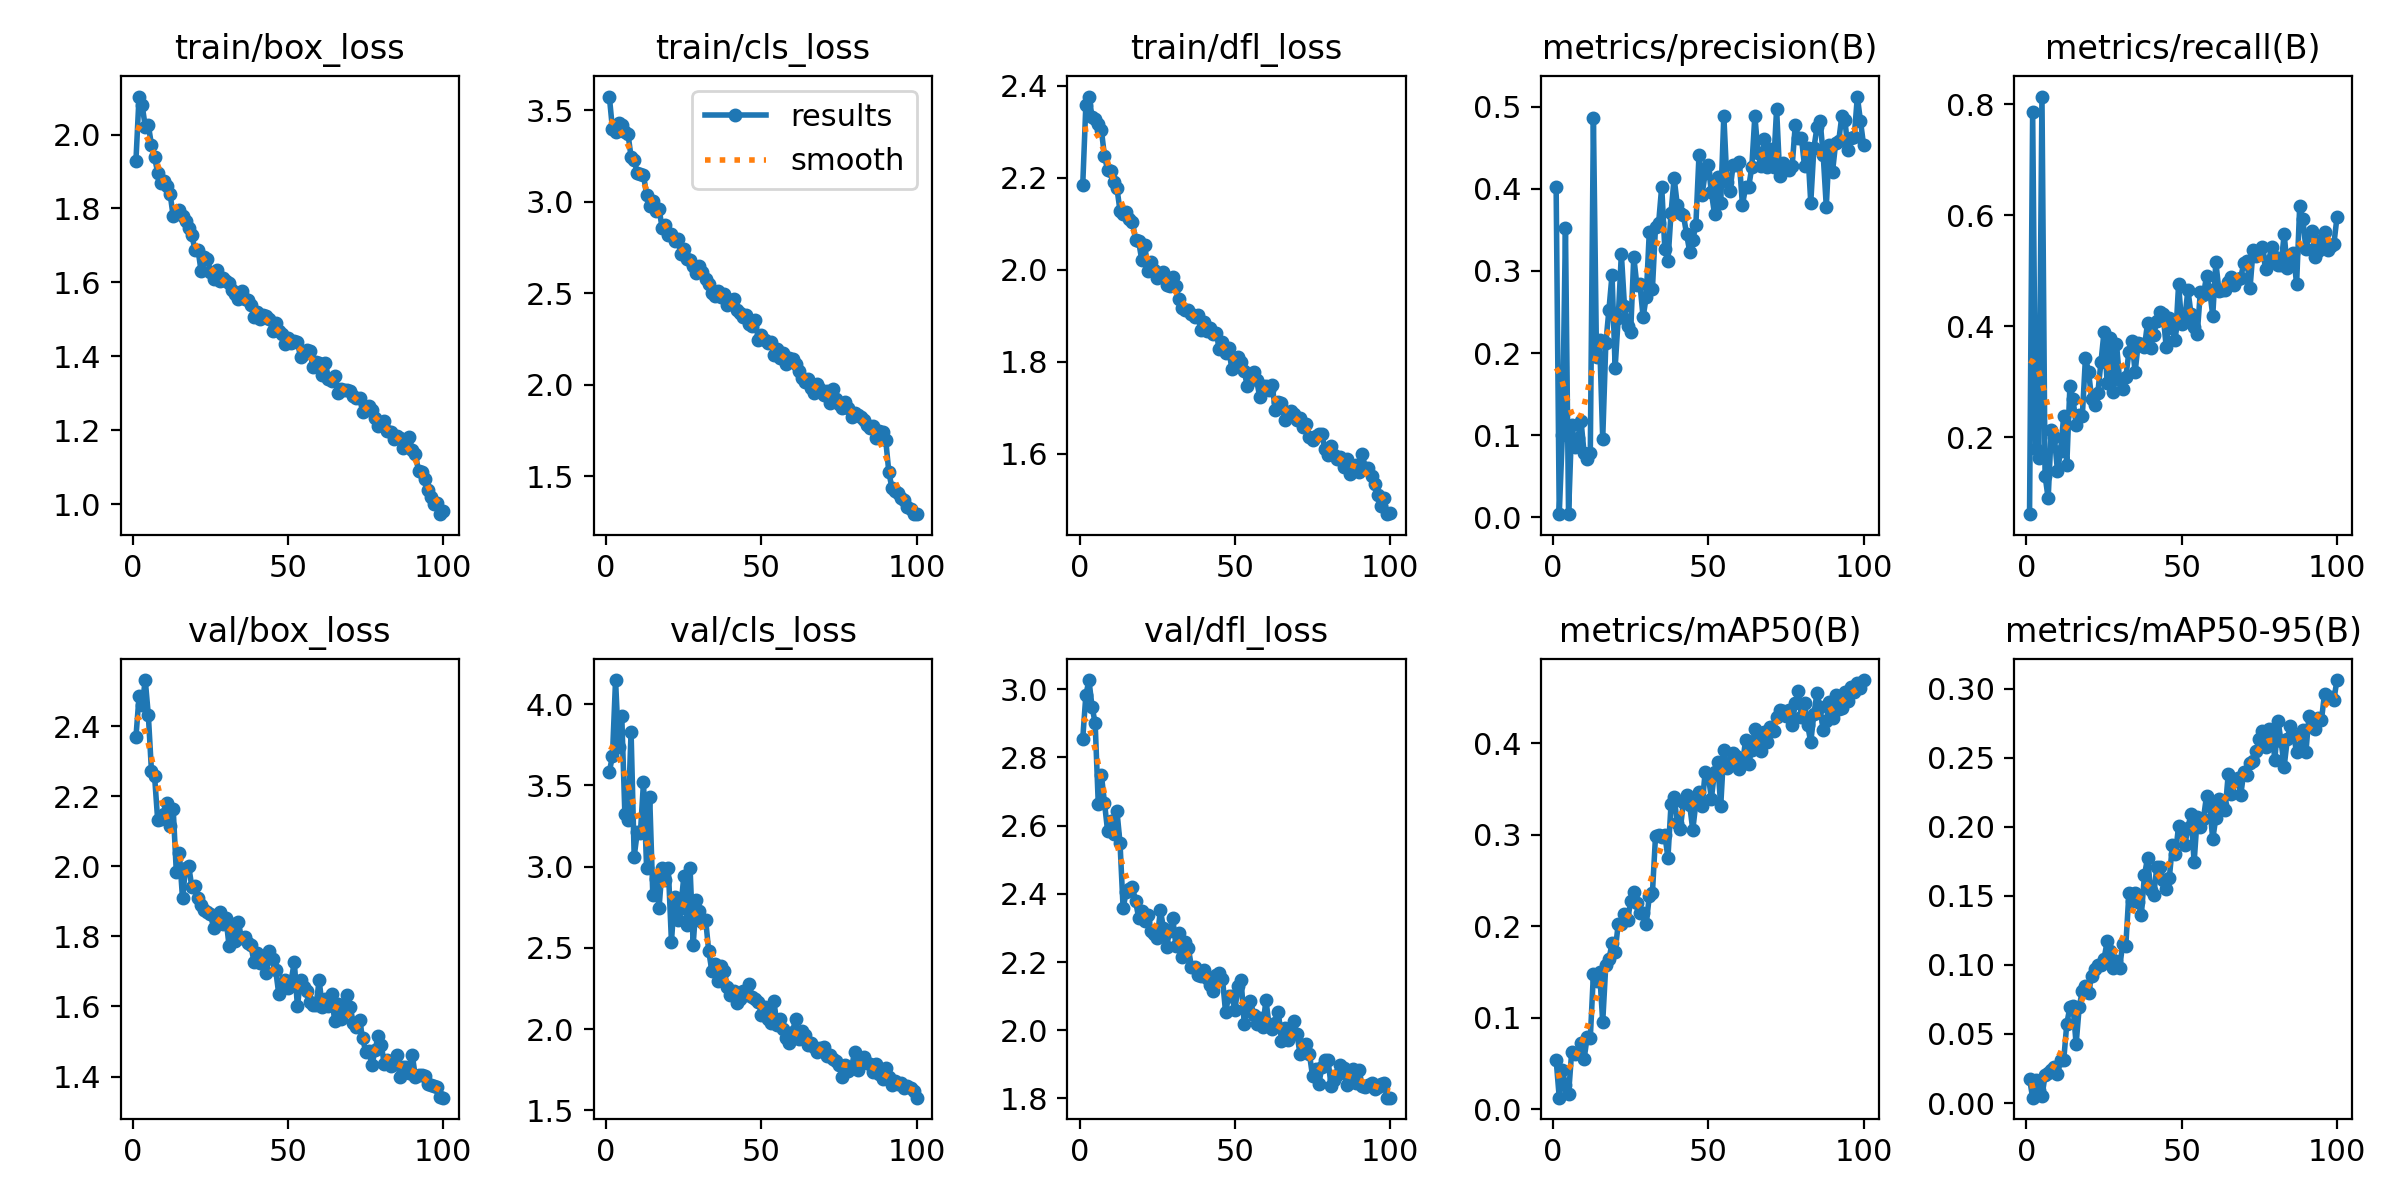 train/box_loss
train/cls_loss
train/dfl_loss
metrics/precision(B)
metrics/recall(B)
2.0
1.8
1.6
1.4
1.2
1.0
0 50 100
3.5
3.0
2.5
2.0
1.5
results
smooth
0 50 100
2.4
2.2
2.0
1.8
1.6
0 50 100
0.5
0.4
0.3
0.2
0.1
0.0
0 50 100
0.8
0.6
0.4
0.2
0 50 100
val/box_loss
val/cls_loss
val/dfl_loss
metrics/mAP50(B)
metrics/mAP50-95(B)
2.4
2.2
2.0
1.8
1.6
1.4
0 50 100
4.0
3.5
3.0
2.5
2.0
1.5
0 50 100
3.0
2.8
2.6
2.4
2.2
2.0
1.8
0 50 100
0.4
0.3
0.2
0.1
0.0
0 50 100
0.30
0.25
0.20
0.15
0.10
0.05
0.00
0 50 100